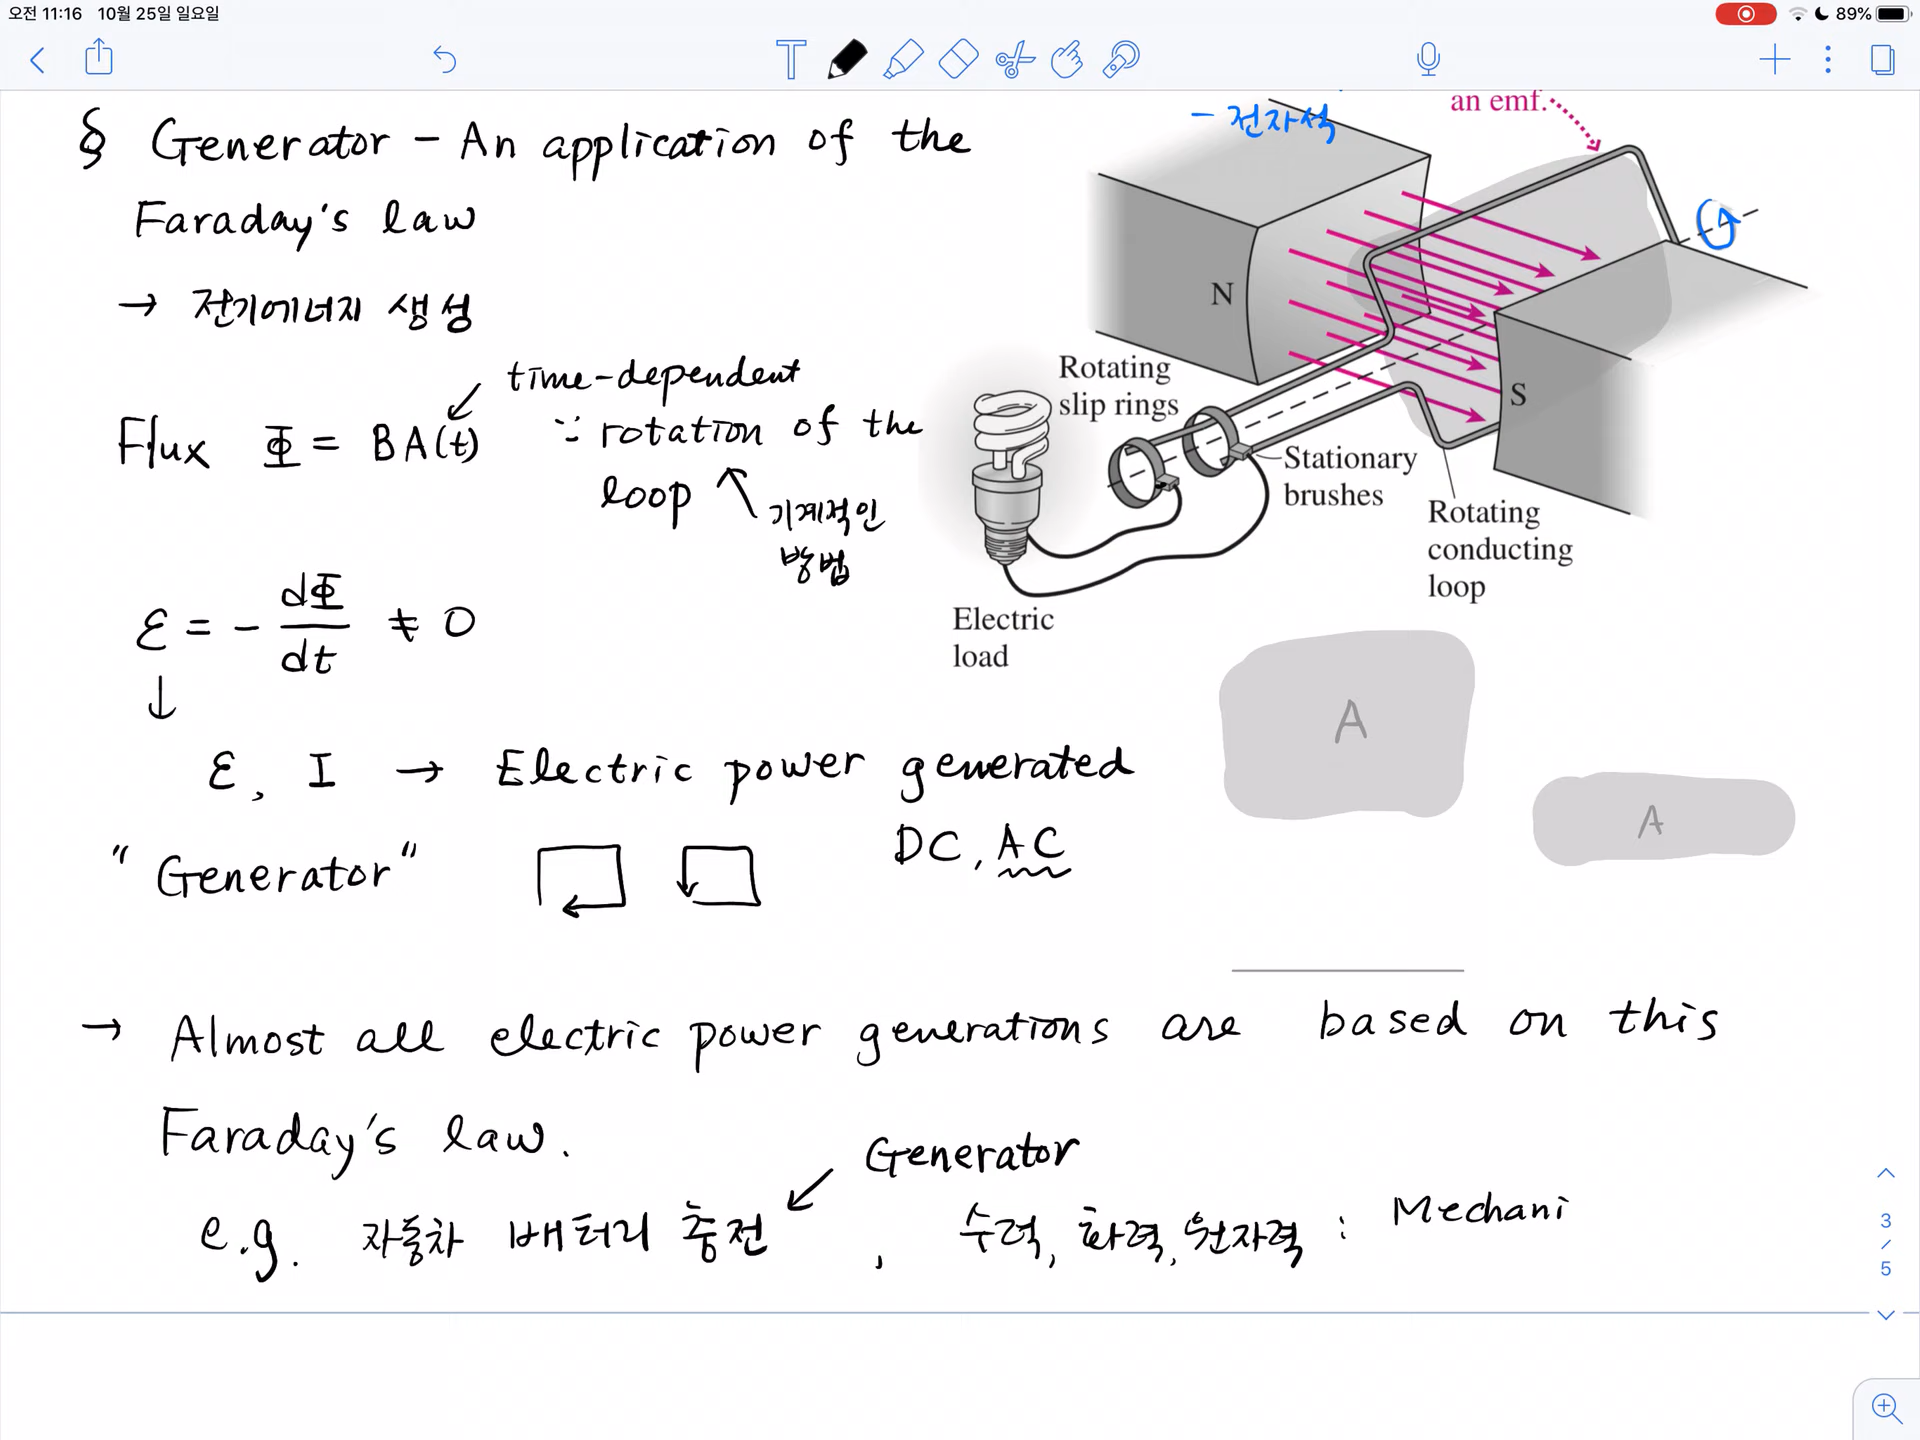 오전 11:16 10월 25일 일요일
89%
§ Generator – An application of the
Faraday's law
→ 전기에너지 생성
Flux Φ = BA(t)
time-dependent
∵ rotation of the
loop
기계적인
방법
ε = - dΦ/dt ≠ 0
↓
ε, I → Electric power generated
DC, AC
"Generator"
- 전자석
an emf.
N
S
Rotating
slip rings
Stationary
brushes
Rotating
conducting
loop
Electric
load
A
A
→ Almost all electric power generations are based on this
Faraday's law.
Generator
e.g. 자동차 배터리 충전, 수력, 화력, 원자력 : Mechani
3
/
5